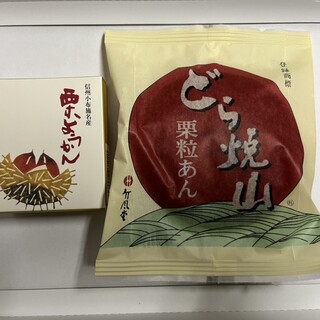 信州小布施名産
栗ようかん
登録商標
どら焼山
栗粒あん
竹風堂